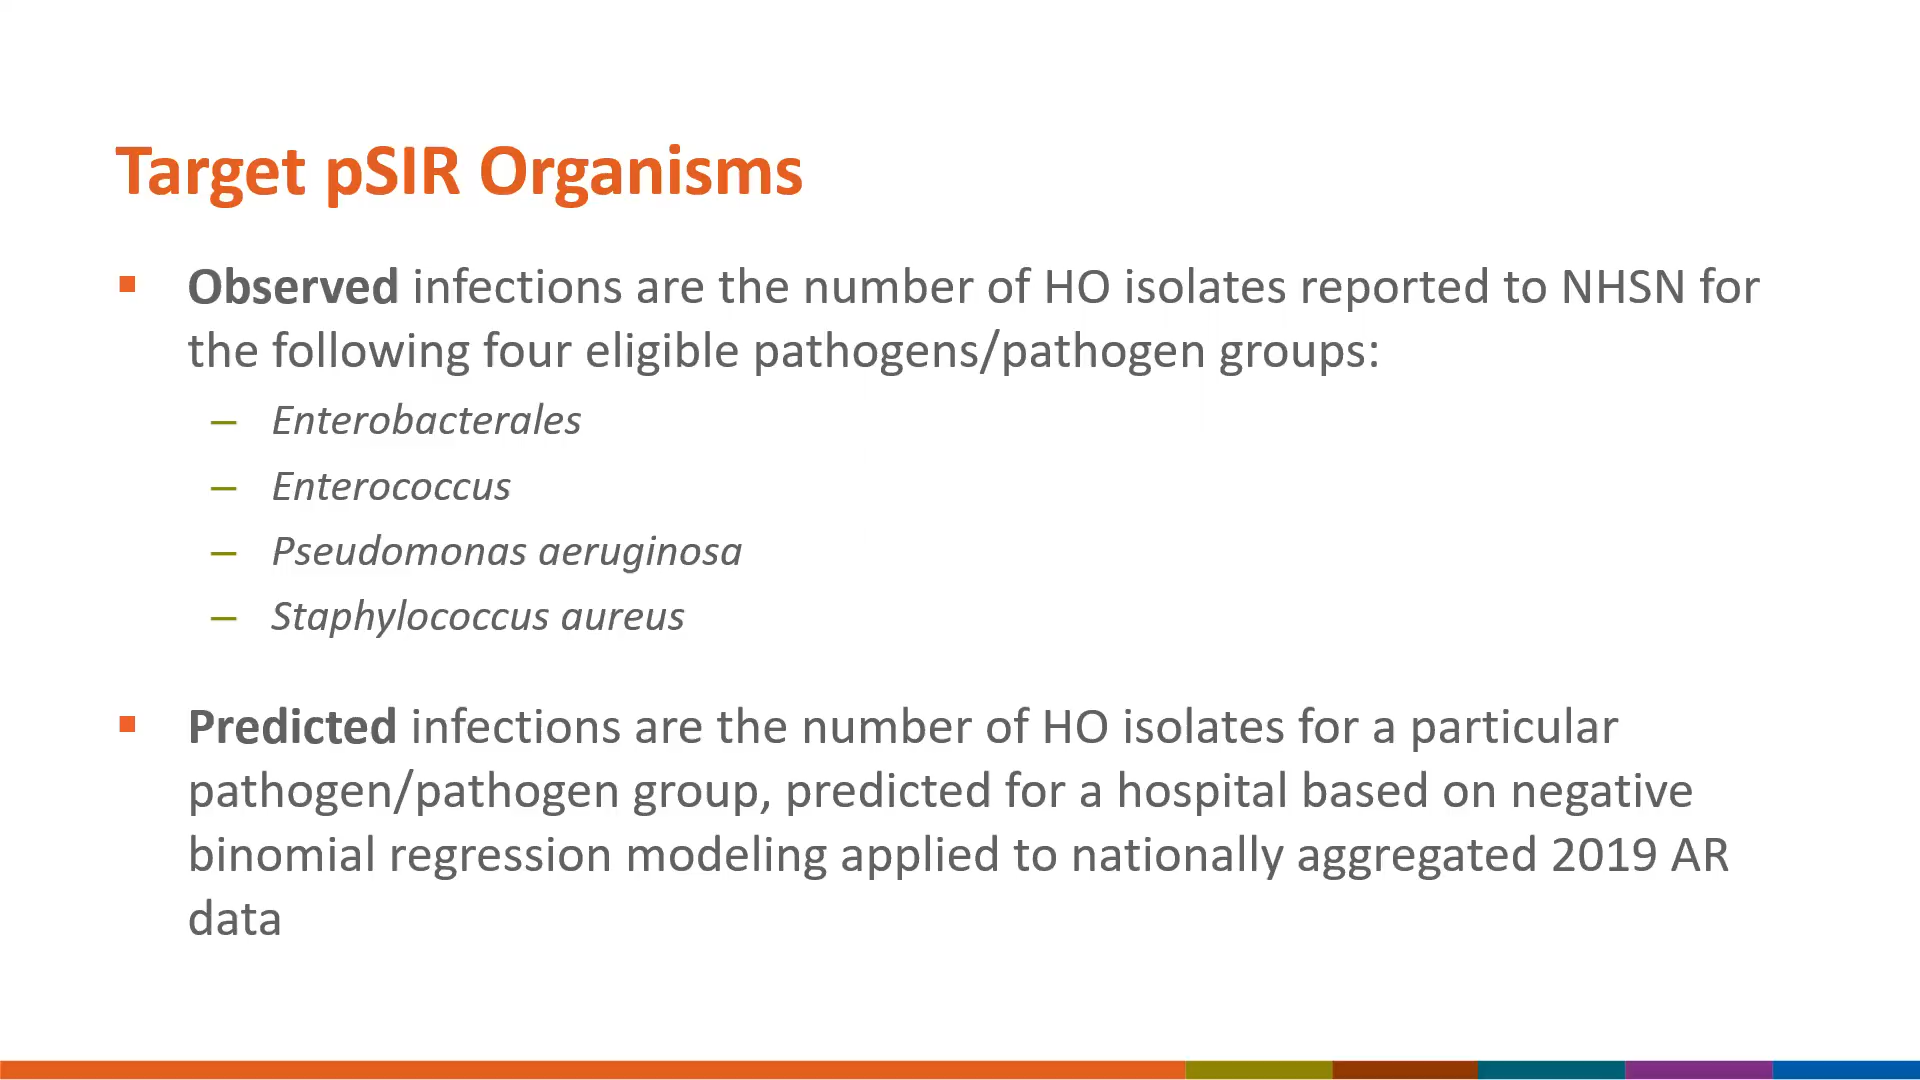 Target pSIR Organisms
▪ Observed infections are the number of HO isolates reported to NHSN for
the following four eligible pathogens/pathogen groups:
– Enterobacterales
– Enterococcus
– Pseudomonas aeruginosa
– Staphylococcus aureus
▪ Predicted infections are the number of HO isolates for a particular
pathogen/pathogen group, predicted for a hospital based on negative
binomial regression modeling applied to nationally aggregated 2019 AR
data